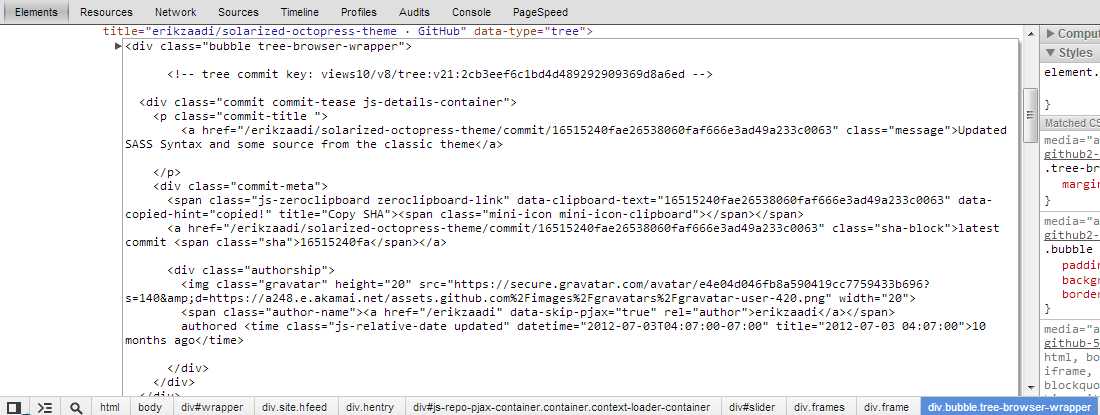 Elements Resources Network Sources Timeline Profiles Audits Console PageSpeed
title="erikzaadi/solarized-octopress-theme · GitHub" data-type="tree">
▶<div class="bubble tree-browser-wrapper">
<!-- tree commit key: views10/v8/tree:v21:2cb3eef6c1bd4d489292909369d8a6ed -->
<div class="commit commit-tease js-details-container">
<p class="commit-title ">
<a href="/erikzaadi/solarized-octopress-theme/commit/16515240fae26538060faf666e3ad49a233c0063" class="message">Updated
SASS Syntax and some source from the classic theme</a>
</p>
<div class="commit-meta">
<span class="js-zeroclipboard zeroclipboard-link" data-clipboard-text="16515240fae26538060faf666e3ad49a233c0063" data-
copied-hint="copied!" title="Copy SHA"><span class="mini-icon mini-icon-clipboard"></span></span>
<a href="/erikzaadi/solarized-octopress-theme/commit/16515240fae26538060faf666e3ad49a233c0063" class="sha-block">latest
commit <span class="sha">16515240fa</span></a>
<div class="authorship">
<img class="gravatar" height="20" src="https://secure.gravatar.com/avatar/e4e04d046fb8a590419cc7759433b696?
s=140&amp;d=https://a248.e.akamai.net/assets.github.com%2Fimages%2Fgravatars%2Fgravatar-user-420.png" width="20">
<span class="author-name"><a href="/erikzaadi" data-skip-pjax="true" rel="author">erikzaadi</a></span>
authored <time class="js-relative-date updated" datetime="2012-07-03T04:07:00-07:00" title="2012-07-03 04:07:00">10
months ago</time>
</div>
</div>
▶ Comput
▼ Styles
element.
}
Matched CS
media="a
github2-
.tree-br
margin
}
media="a
github2-
.bubble
paddin
backgr
border
}
media="a
github-5
html, bo
iframe,
blockquo
html body div#wrapper div.site.hfeed div.hentry div#js-repo-pjax-container.container.context-loader-container div#slider div.frames div.frame div.bubble.tree-browser-wrapper